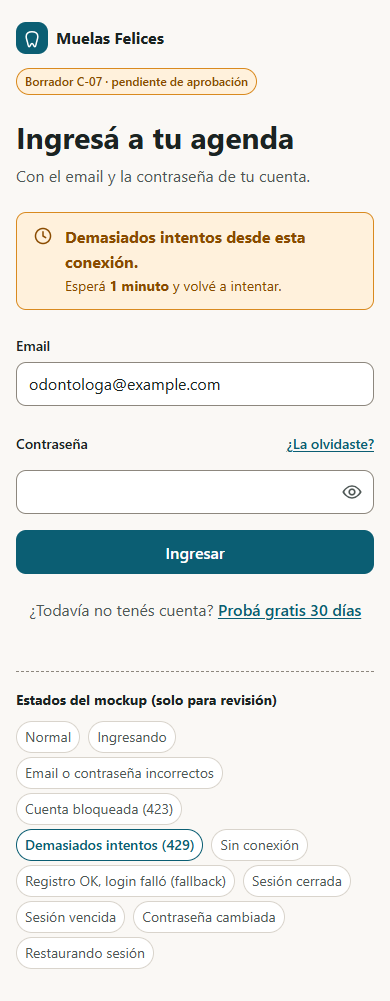 Muelas Felices
Borrador C-07 · pendiente de aprobación
Ingresá a tu agenda
Con el email y la contraseña de tu cuenta.
Demasiados intentos desde esta
conexión.
Esperá 1 minuto y volvé a intentar.
Email
odontologa@example.com
Contraseña ¿La olvidaste?
Ingresar
¿Todavía no tenés cuenta? Probá gratis 30 días
Estados del mockup (solo para revisión)
Normal Ingresando
Email o contraseña incorrectos
Cuenta bloqueada (423)
Demasiados intentos (429) Sin conexión
Registro OK, login falló (fallback) Sesión cerrada
Sesión vencida Contraseña cambiada
Restaurando sesión